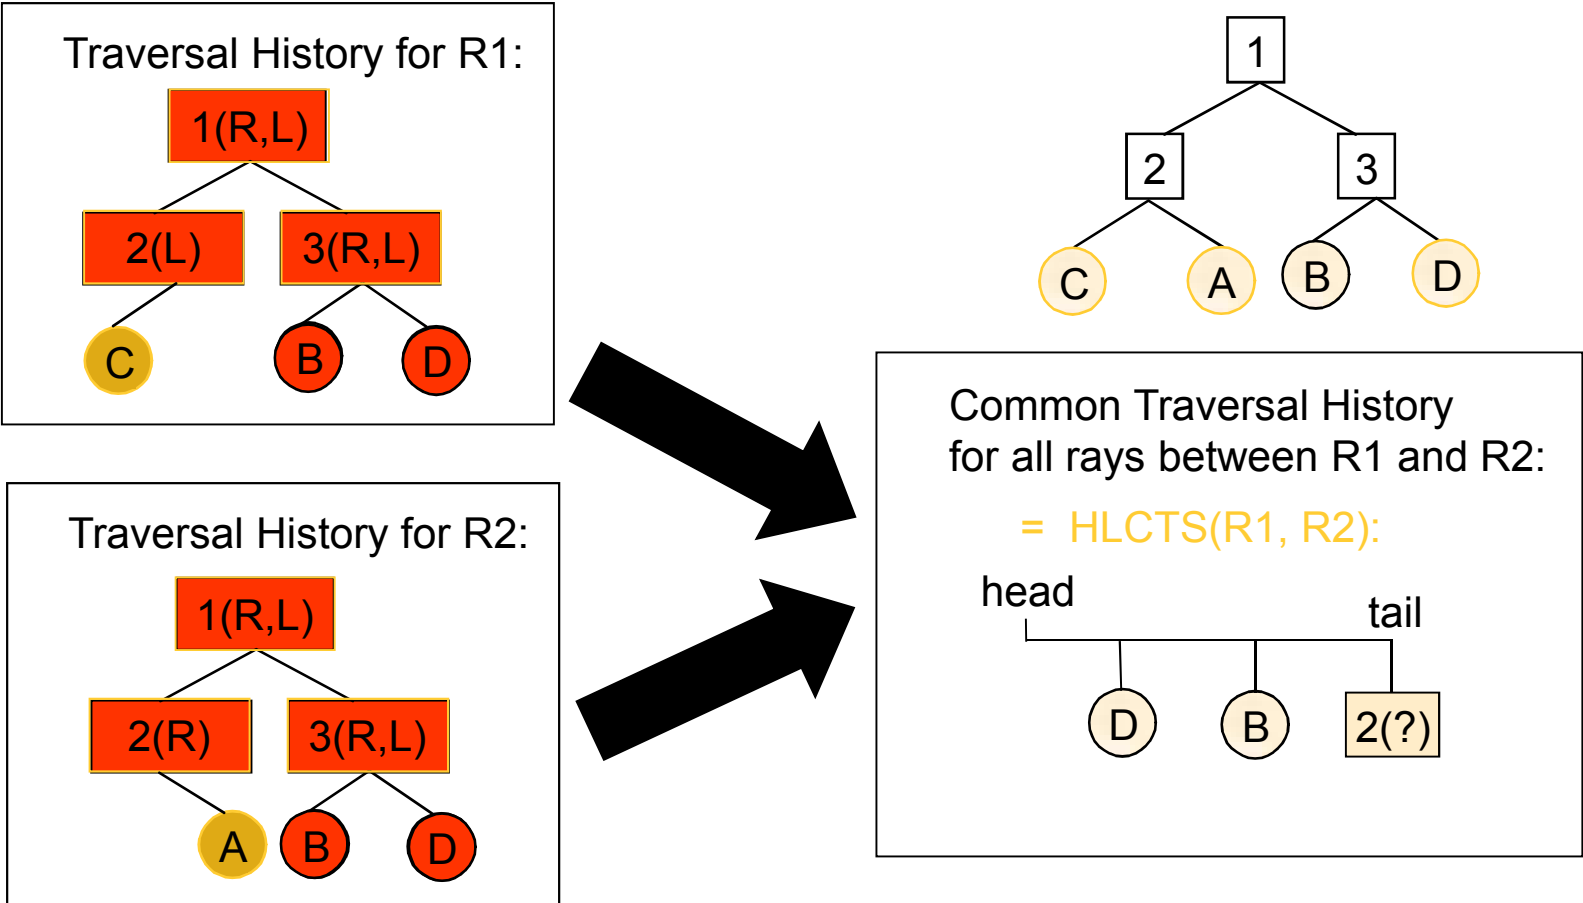 Traversal History for R1:
1(R,L)
2(L)
3(R,L)
C
B
D
Traversal History for R2:
1(R,L)
2(R)
3(R,L)
A
B
D
1
2
3
C
A
B
D
Common Traversal History
for all rays between R1 and R2:
= HLCTS(R1, R2):
head
tail
D
B
2(?)